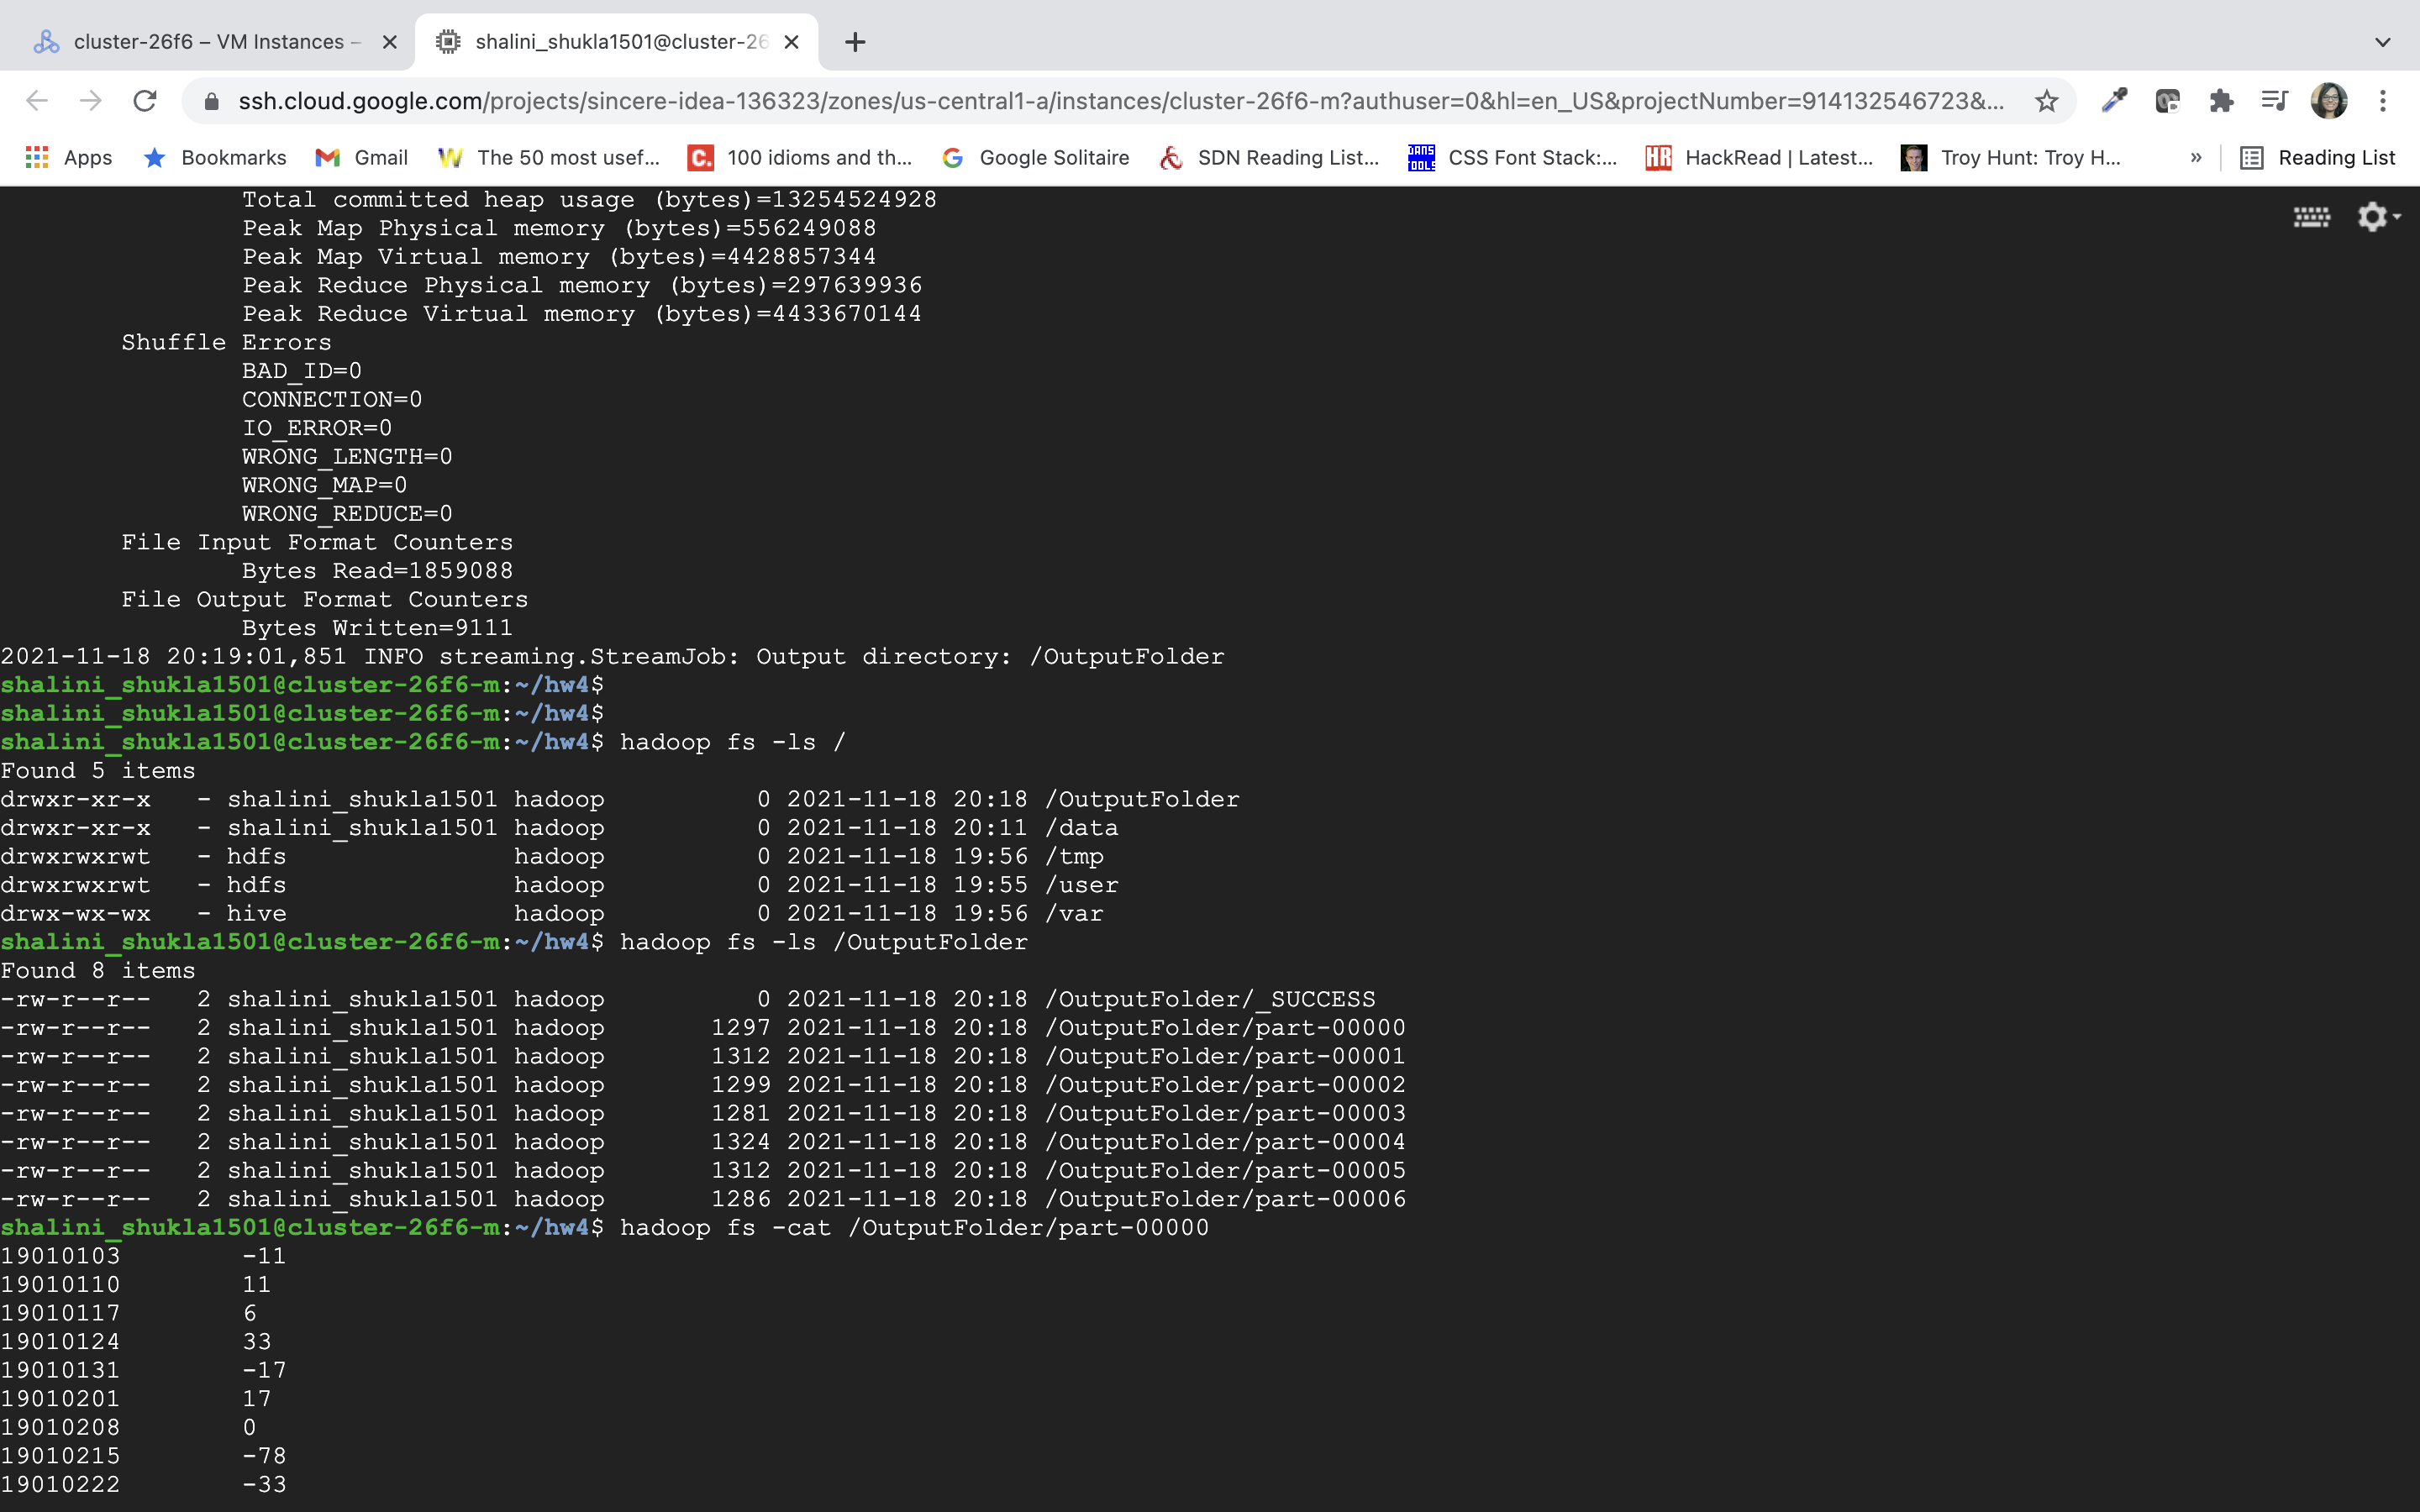 cluster-26f6 – VM Instances –
shalini_shukla1501@cluster-26
ssh.cloud.google.com/projects/sincere-idea-136323/zones/us-central1-a/instances/cluster-26f6-m?authuser=0&hl=en_US&projectNumber=914132546723&...
Apps Bookmarks Gmail The 50 most usef... 100 idioms and th... Google Solitaire SDN Reading List... CSS Font Stack:... HackRead | Latest... Troy Hunt: Troy H... » Reading List
Total committed heap usage (bytes)=13254524928
Peak Map Physical memory (bytes)=556249088
Peak Map Virtual memory (bytes)=4428857344
Peak Reduce Physical memory (bytes)=297639936
Peak Reduce Virtual memory (bytes)=4433670144
Shuffle Errors
BAD_ID=0
CONNECTION=0
IO_ERROR=0
WRONG_LENGTH=0
WRONG_MAP=0
WRONG_REDUCE=0
File Input Format Counters
Bytes Read=1859088
File Output Format Counters
Bytes Written=9111
2021-11-18 20:19:01,851 INFO streaming.StreamJob: Output directory: /OutputFolder
shalini_shukla1501@cluster-26f6-m:~/hw4$
shalini_shukla1501@cluster-26f6-m:~/hw4$
shalini_shukla1501@cluster-26f6-m:~/hw4$ hadoop fs -ls /
Found 5 items
drwxr-xr-x   - shalini_shukla1501 hadoop          0 2021-11-18 20:18 /OutputFolder
drwxr-xr-x   - shalini_shukla1501 hadoop          0 2021-11-18 20:11 /data
drwxrwxrwt   - hdfs               hadoop          0 2021-11-18 19:56 /tmp
drwxrwxrwt   - hdfs               hadoop          0 2021-11-18 19:55 /user
drwx-wx-wx   - hive               hadoop          0 2021-11-18 19:56 /var
shalini_shukla1501@cluster-26f6-m:~/hw4$ hadoop fs -ls /OutputFolder
Found 8 items
-rw-r--r--   2 shalini_shukla1501 hadoop          0 2021-11-18 20:18 /OutputFolder/_SUCCESS
-rw-r--r--   2 shalini_shukla1501 hadoop       1297 2021-11-18 20:18 /OutputFolder/part-00000
-rw-r--r--   2 shalini_shukla1501 hadoop       1312 2021-11-18 20:18 /OutputFolder/part-00001
-rw-r--r--   2 shalini_shukla1501 hadoop       1299 2021-11-18 20:18 /OutputFolder/part-00002
-rw-r--r--   2 shalini_shukla1501 hadoop       1281 2021-11-18 20:18 /OutputFolder/part-00003
-rw-r--r--   2 shalini_shukla1501 hadoop       1324 2021-11-18 20:18 /OutputFolder/part-00004
-rw-r--r--   2 shalini_shukla1501 hadoop       1312 2021-11-18 20:18 /OutputFolder/part-00005
-rw-r--r--   2 shalini_shukla1501 hadoop       1286 2021-11-18 20:18 /OutputFolder/part-00006
shalini_shukla1501@cluster-26f6-m:~/hw4$ hadoop fs -cat /OutputFolder/part-00000
19010103        -11
19010110        11
19010117        6
19010124        33
19010131        -17
19010201        17
19010208        0
19010215        -78
19010222        -33